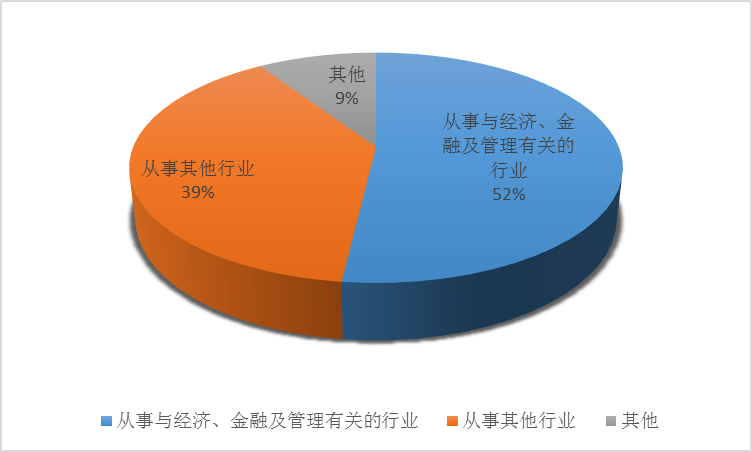 其他
9%
从事与经济、金
融及管理有关的
行业
52%
从事其他行业
39%
从事与经济、金融及管理有关的行业
从事其他行业
其他